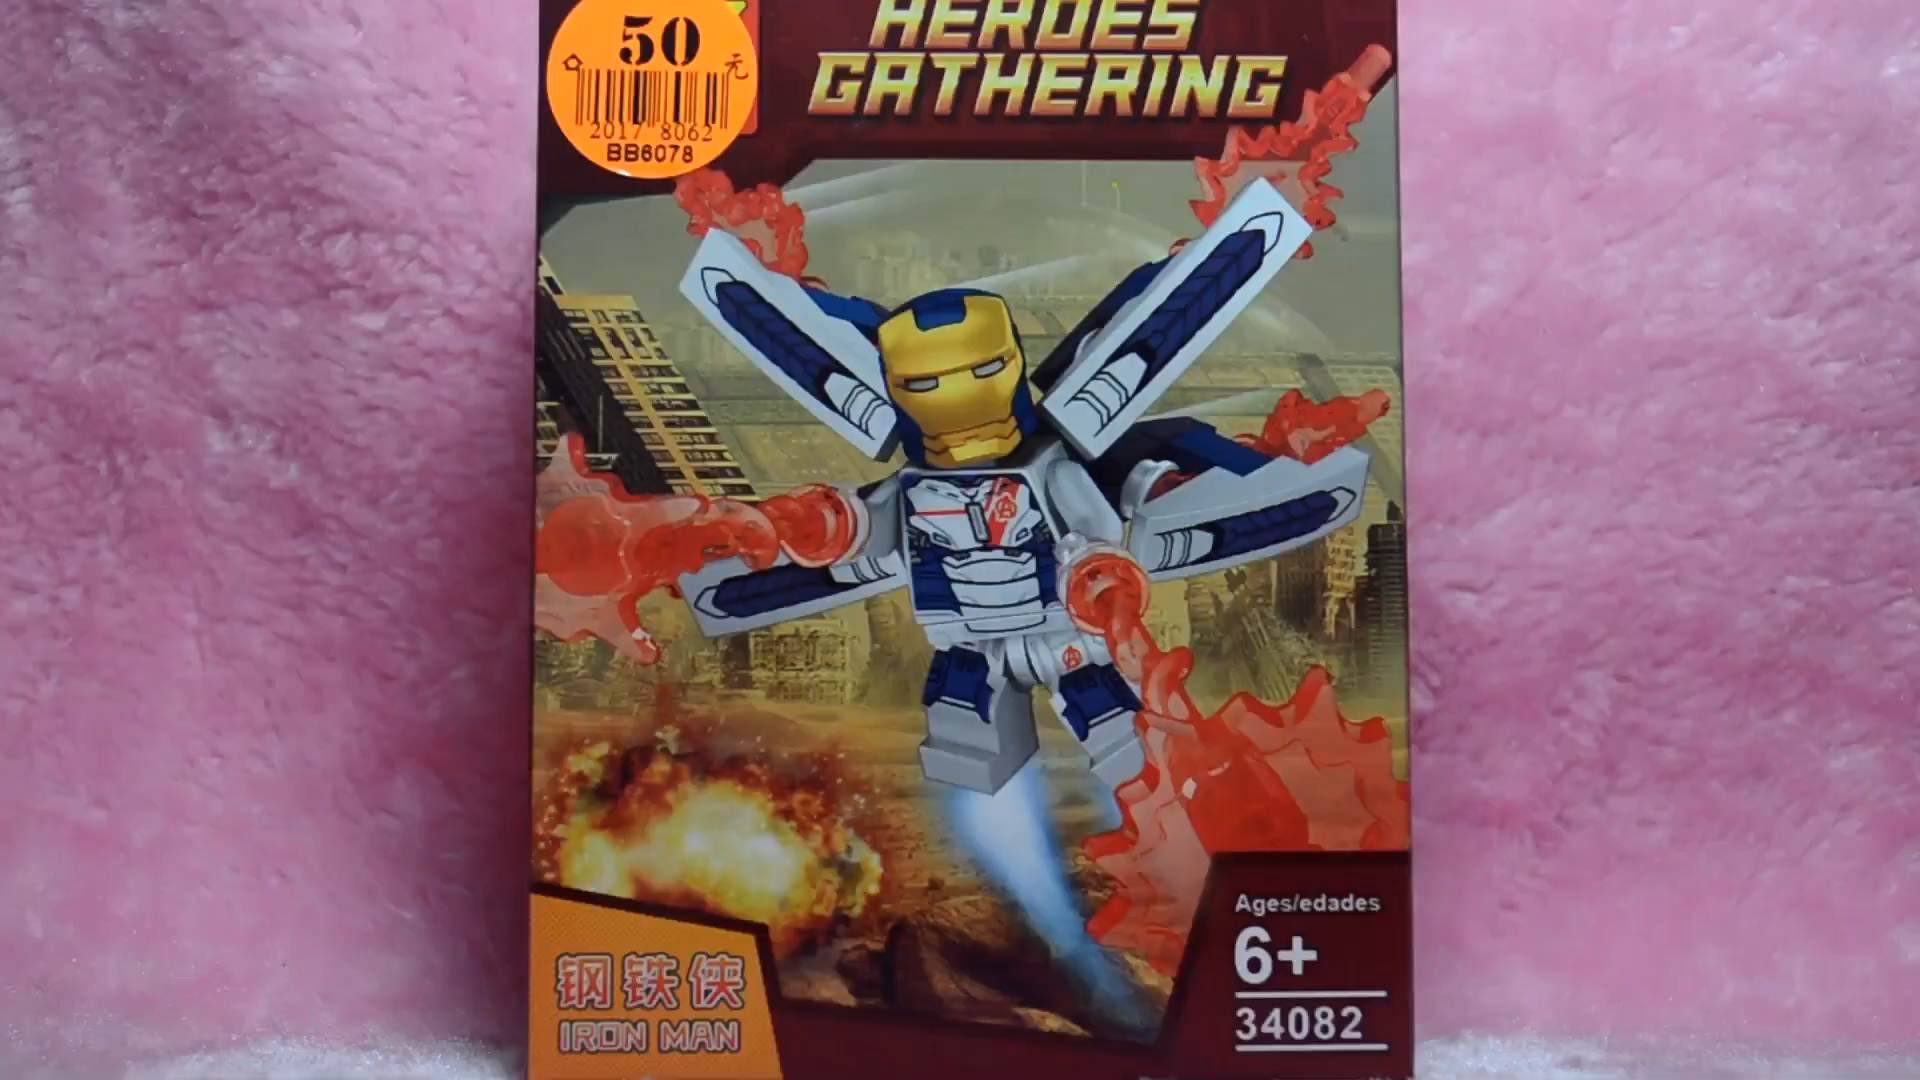 50
元
2017 8062
BB6078
HEROES
GATHERING
Ages/edades
6+
34082
钢铁侠
IRON MAN